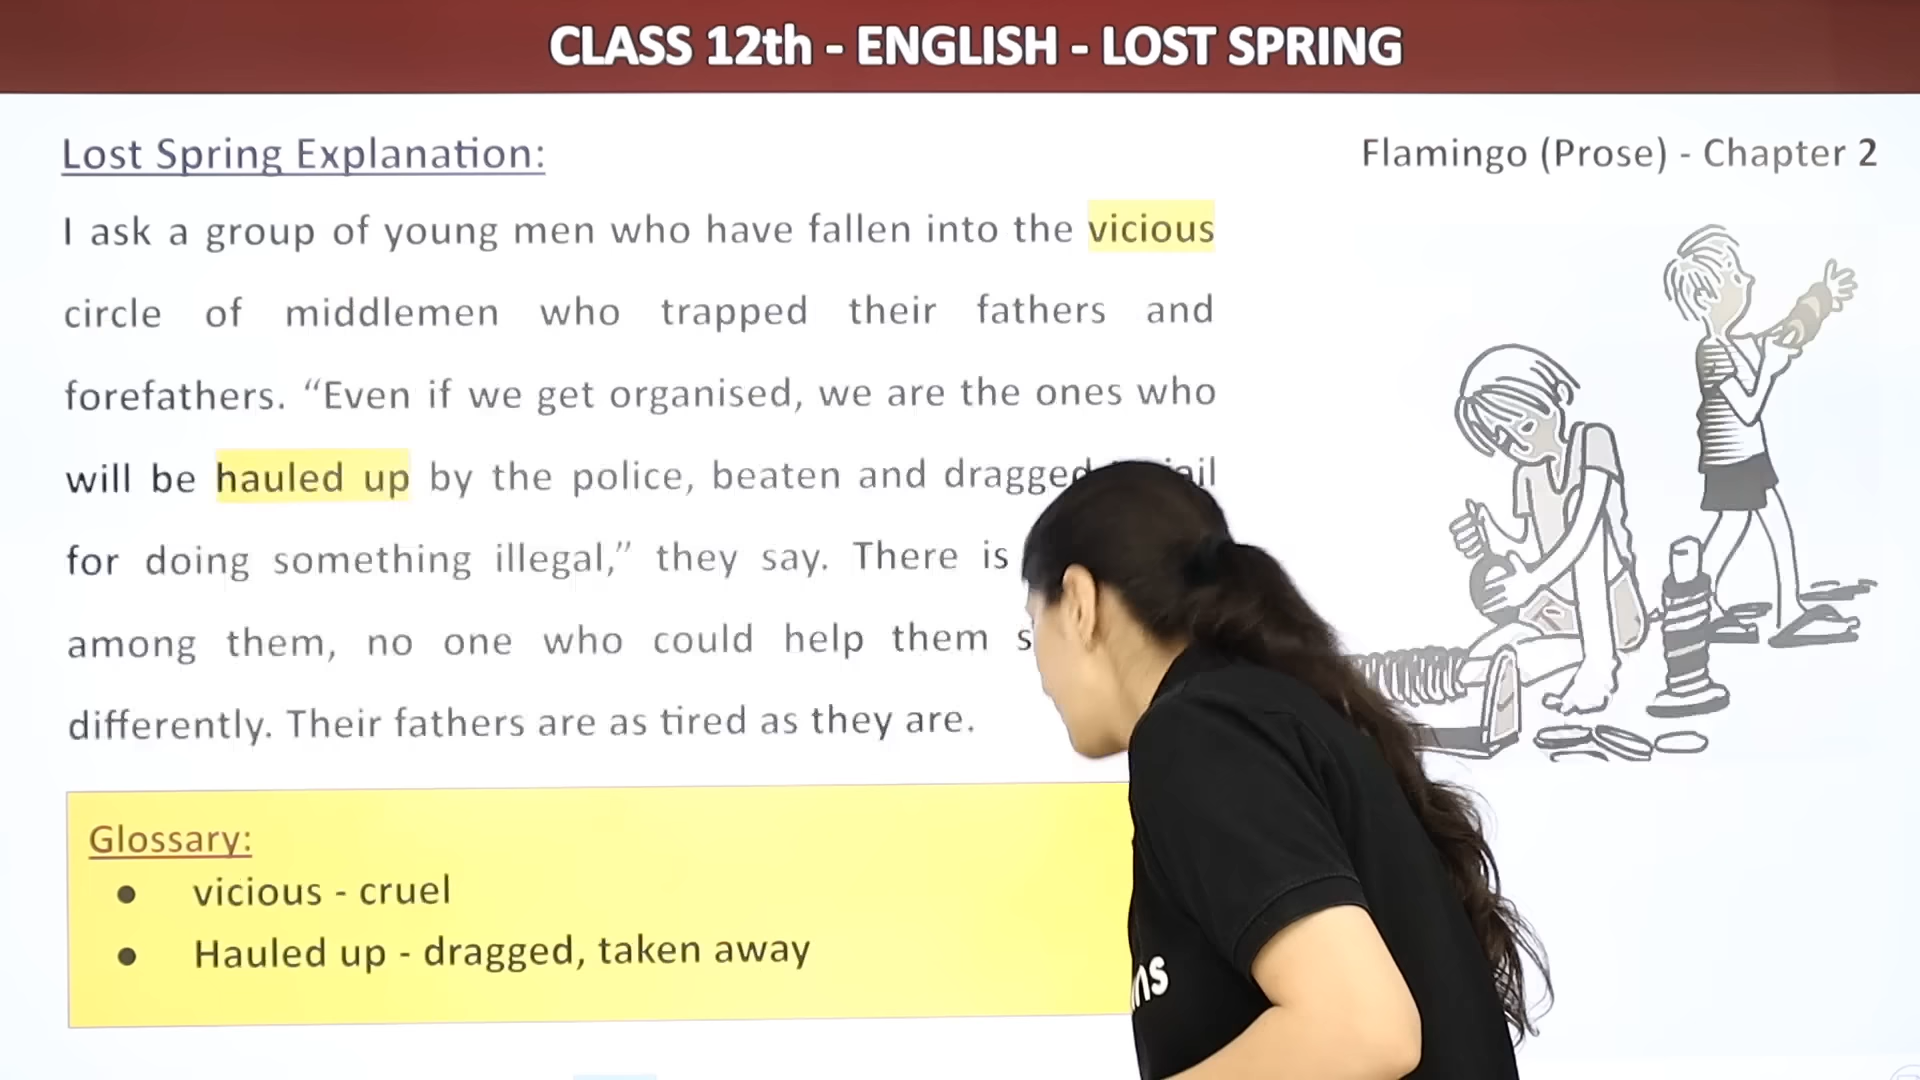 CLASS 12th - ENGLISH - LOST SPRING
Lost Spring Explanation:
Flamingo (Prose) - Chapter 2
I ask a group of young men who have fallen into the vicious
circle of middlemen who trapped their fathers and
forefathers. “Even if we get organised, we are the ones who
will be hauled up by the police, beaten and dragged
for doing something illegal,” they say. There is
among them, no one who could help them
differently. Their fathers are as tired as they are.
Glossary:
● vicious - cruel
● Hauled up - dragged, taken away